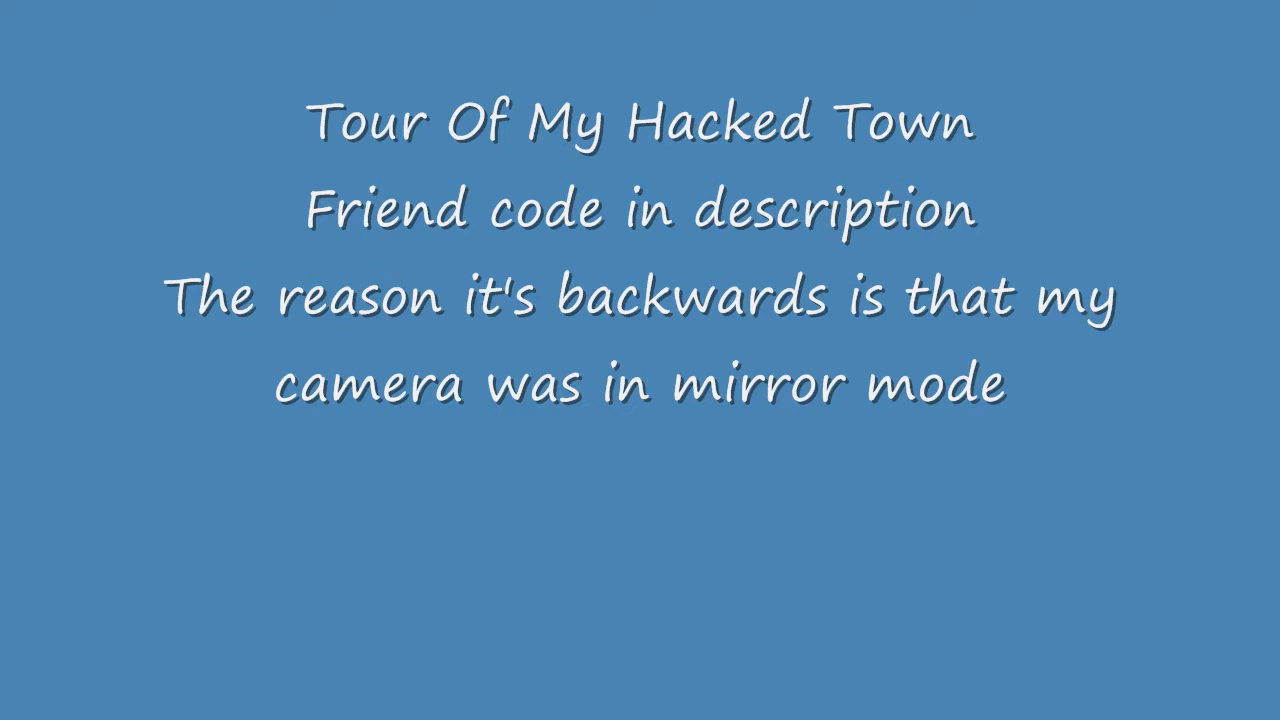 Tour Of My Hacked Town
Friend code in description
The reason it's backwards is that my
camera was in mirror mode